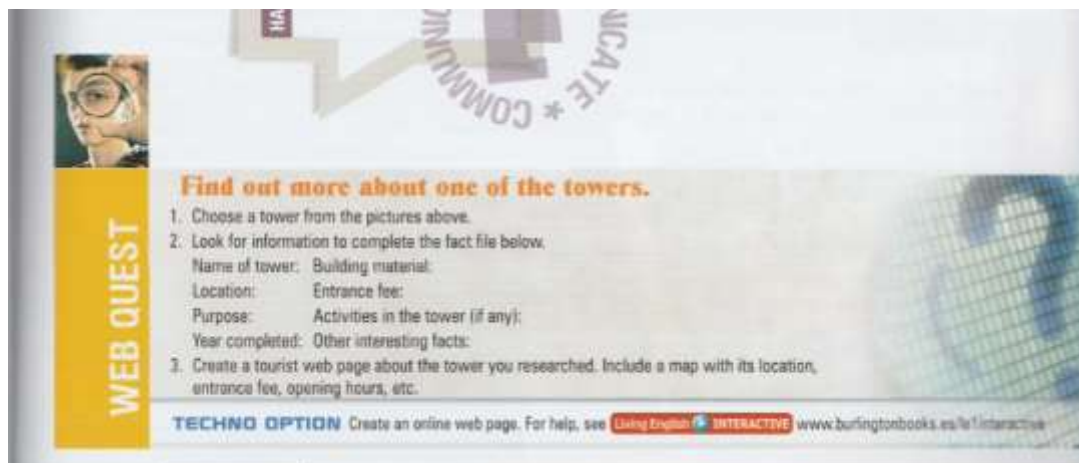 HA
COMMUNICATE *
Find out more about one of the towers.
1. Choose a tower from the pictures above.
2. Look for information to complete the fact file below.
Name of tower: Building material:
Location: Entrance fee:
Purpose: Activities in the tower (if any):
Year completed: Other interesting facts:
3. Create a tourist web page about the tower you researched. Include a map with its location,
entrance fee, opening hours, etc.
WEB QUEST
TECHNO OPTION Create an online web page. For help, see Living English INTERACTIVE www.burlingtonbooks.es/le1interactive